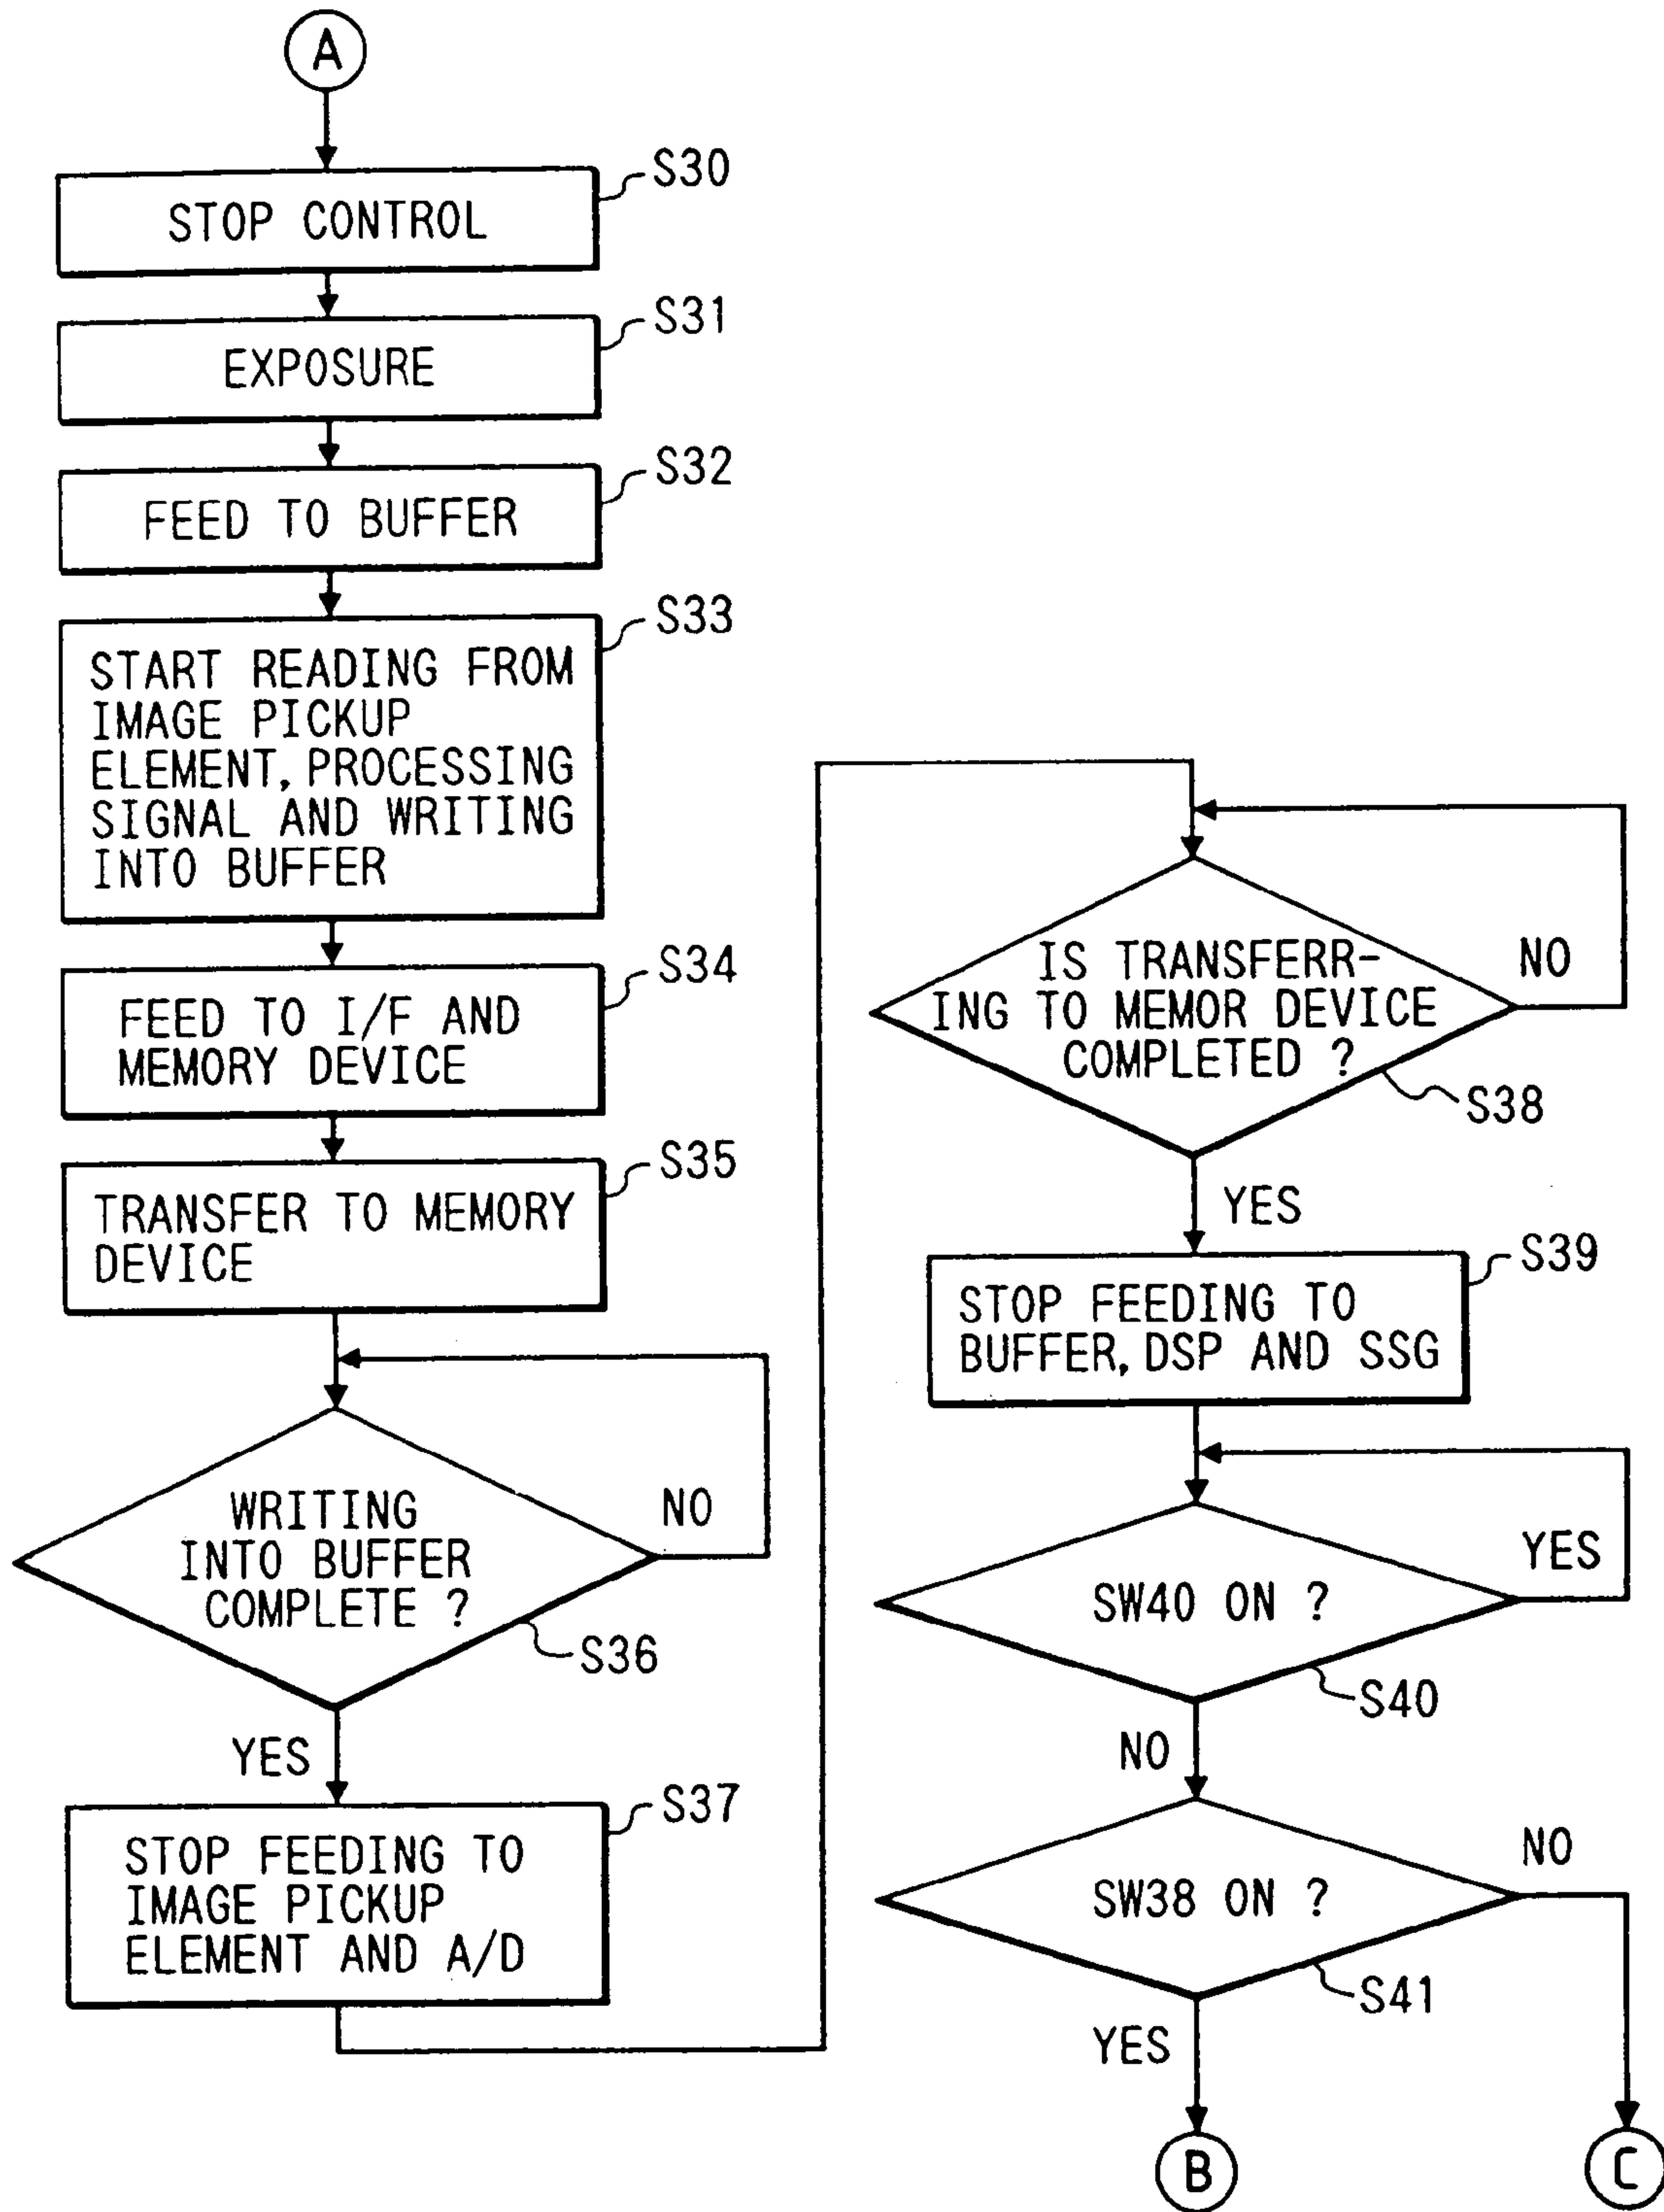 A
S30
STOP CONTROL
S31
EXPOSURE
S32
FEED TO BUFFER
S33
START READING FROM
IMAGE PICKUP
ELEMENT, PROCESSING
SIGNAL AND WRITING
INTO BUFFER
S34
FEED TO I/F AND
MEMORY DEVICE
S35
TRANSFER TO MEMORY
DEVICE
WRITING
INTO BUFFER
COMPLETE ?
NO
S36
YES
S37
STOP FEEDING TO
IMAGE PICKUP
ELEMENT AND A/D
IS TRANSFERR-
ING TO MEMOR DEVICE
COMPLETED ?
NO
S38
YES
S39
STOP FEEDING TO
BUFFER, DSP AND SSG
SW40 ON ?
YES
S40
NO
SW38 ON ?
NO
S41
YES
B
C